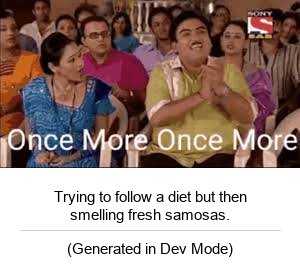 SONY
SAB
Once More Once More
Trying to follow a diet but then
smelling fresh samosas.
(Generated in Dev Mode)